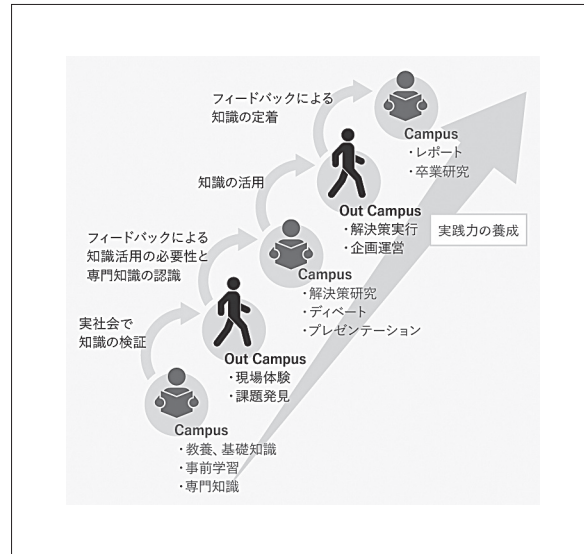 フィードバックによる
知識の定着
Campus
・レポート
・卒業研究
知識の活用
Out Campus
・解決策実行
・企画運営
実践力の養成
フィードバックによる
知識活用の必要性と
専門知識の認識
Campus
・解決策研究
・ディベート
・プレゼンテーション
実社会で
知識の検証
Out Campus
・現場体験
・課題発見
Campus
・教養、基礎知識
・事前学習
・専門知識